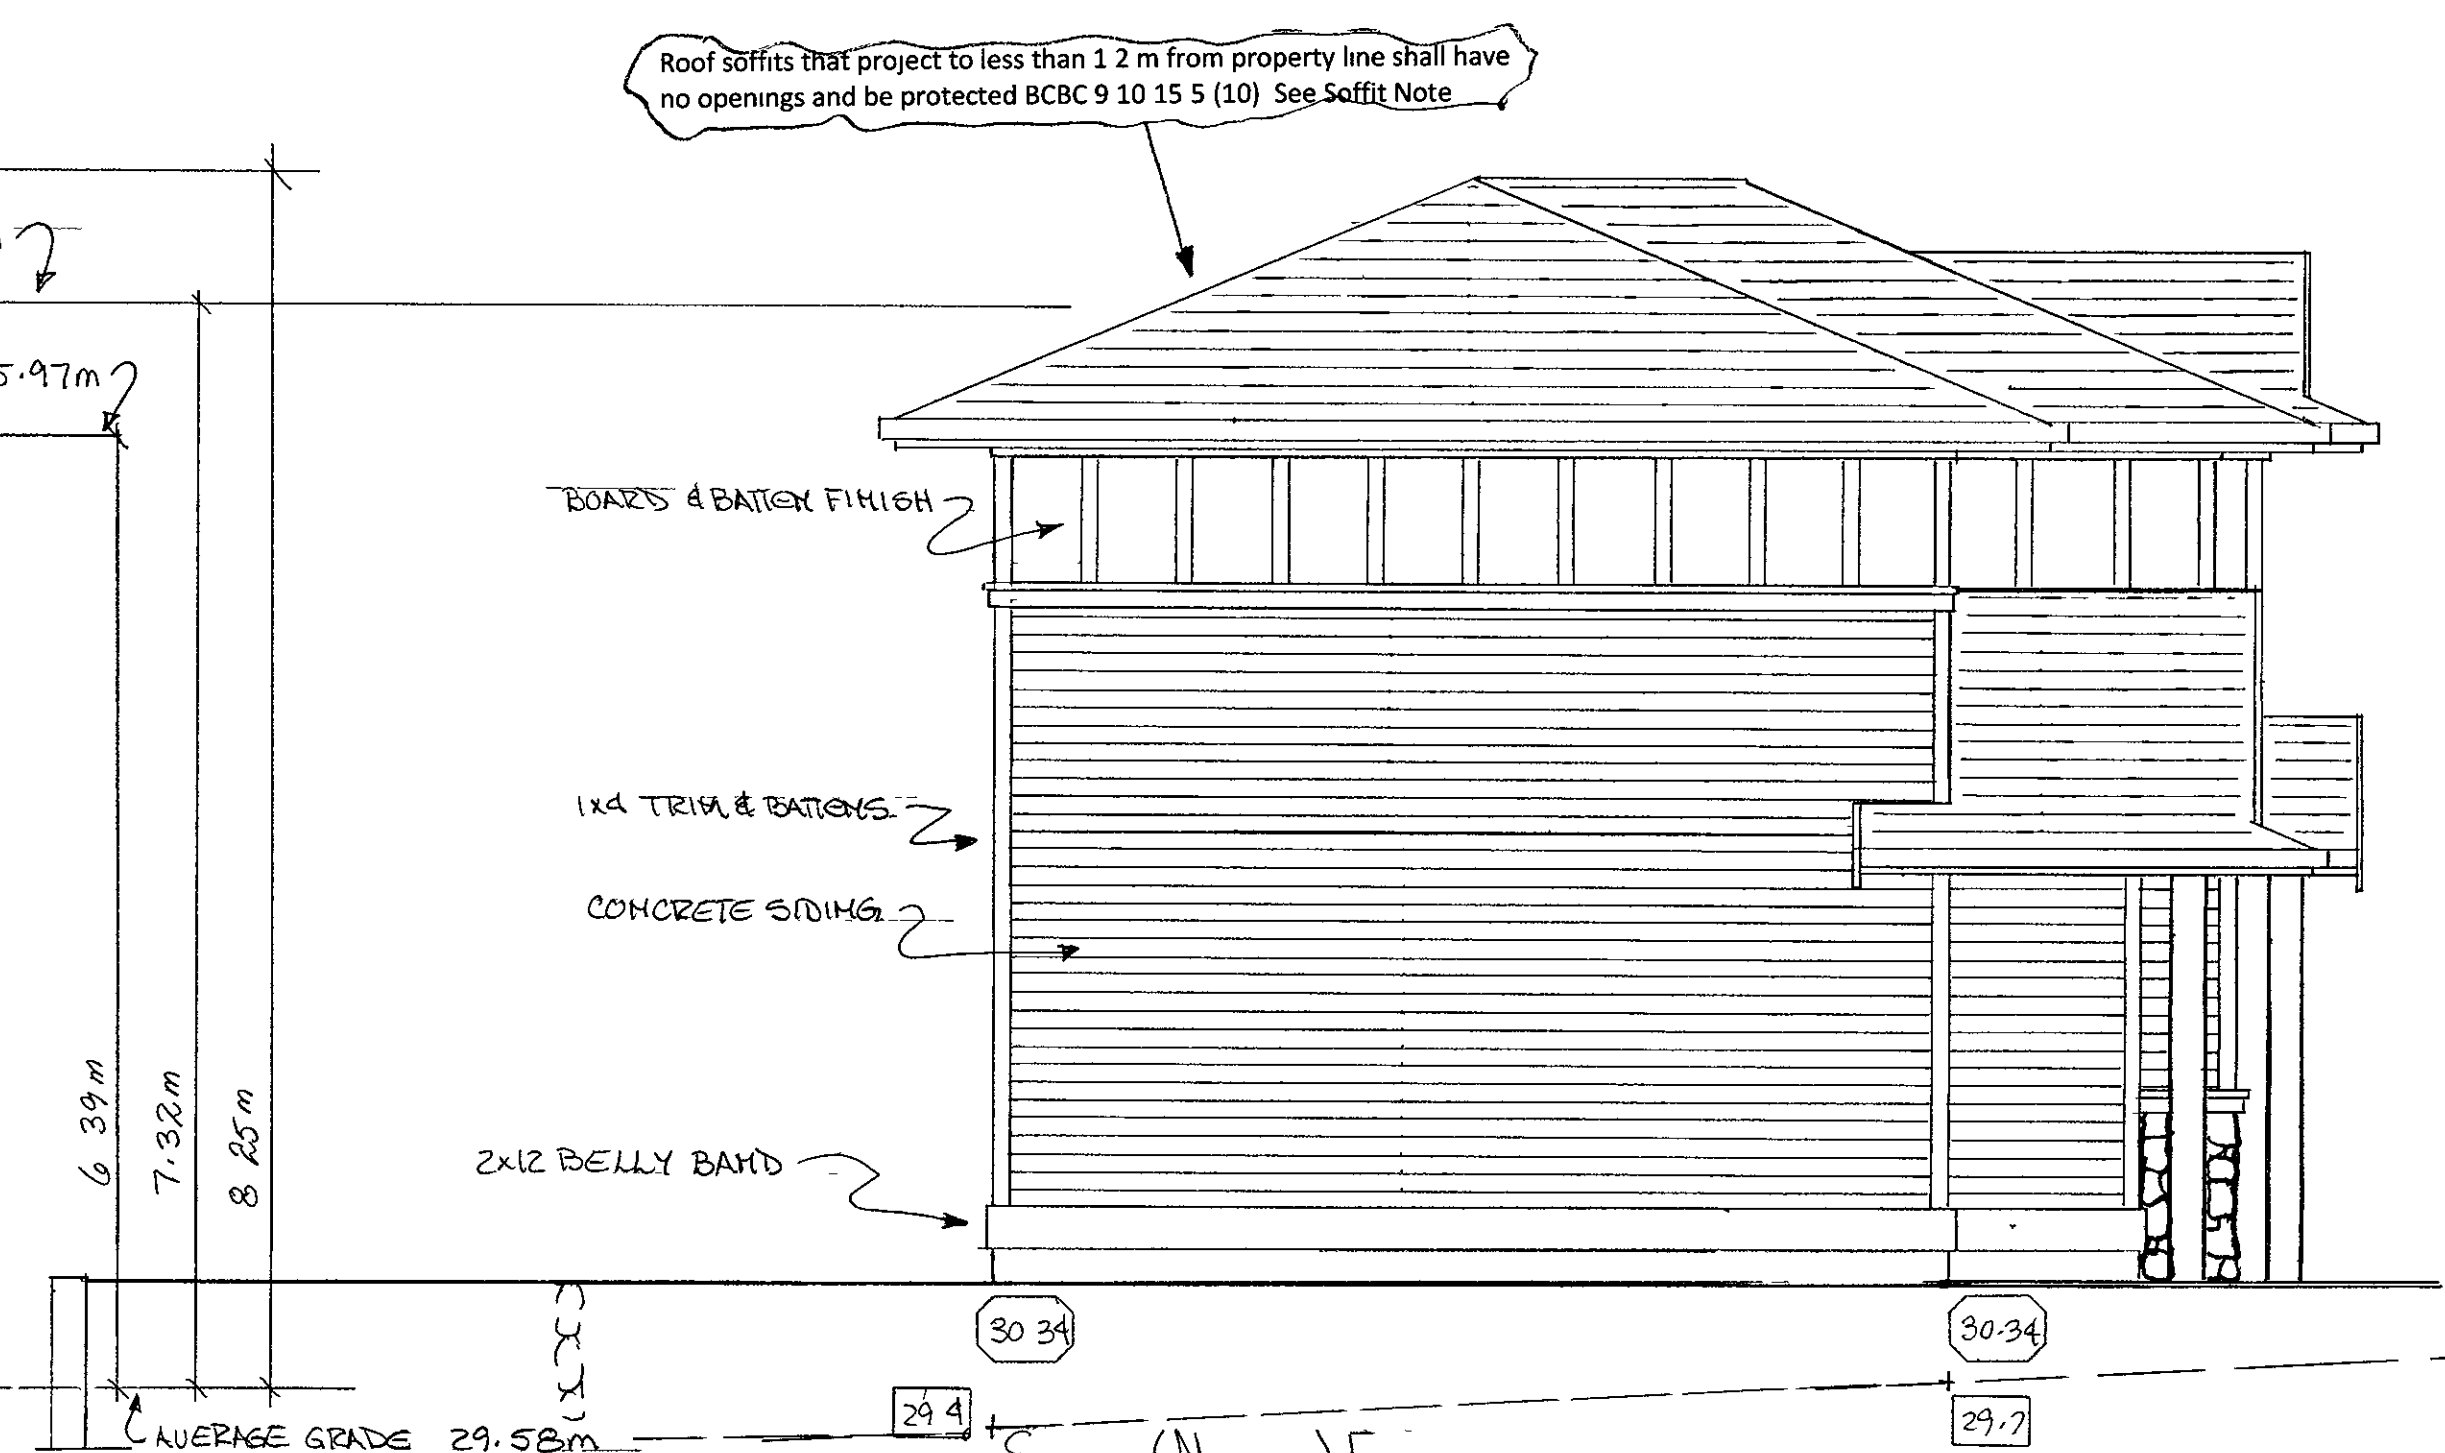 Roof soffits that project to less than 1 2 m from property line shall have
no openings and be protected BCBC 9 10 15 5 (10) See Soffit Note
5.97m
BOARD & BATTEN FINISH
1x4 TRIM & BATTENS
CONCRETE SIDING
6 39m
7.32m
8 25m
2x12 BELLY BAND
30 34
30.34
29 4
29.7
AVERAGE GRADE 29.58m